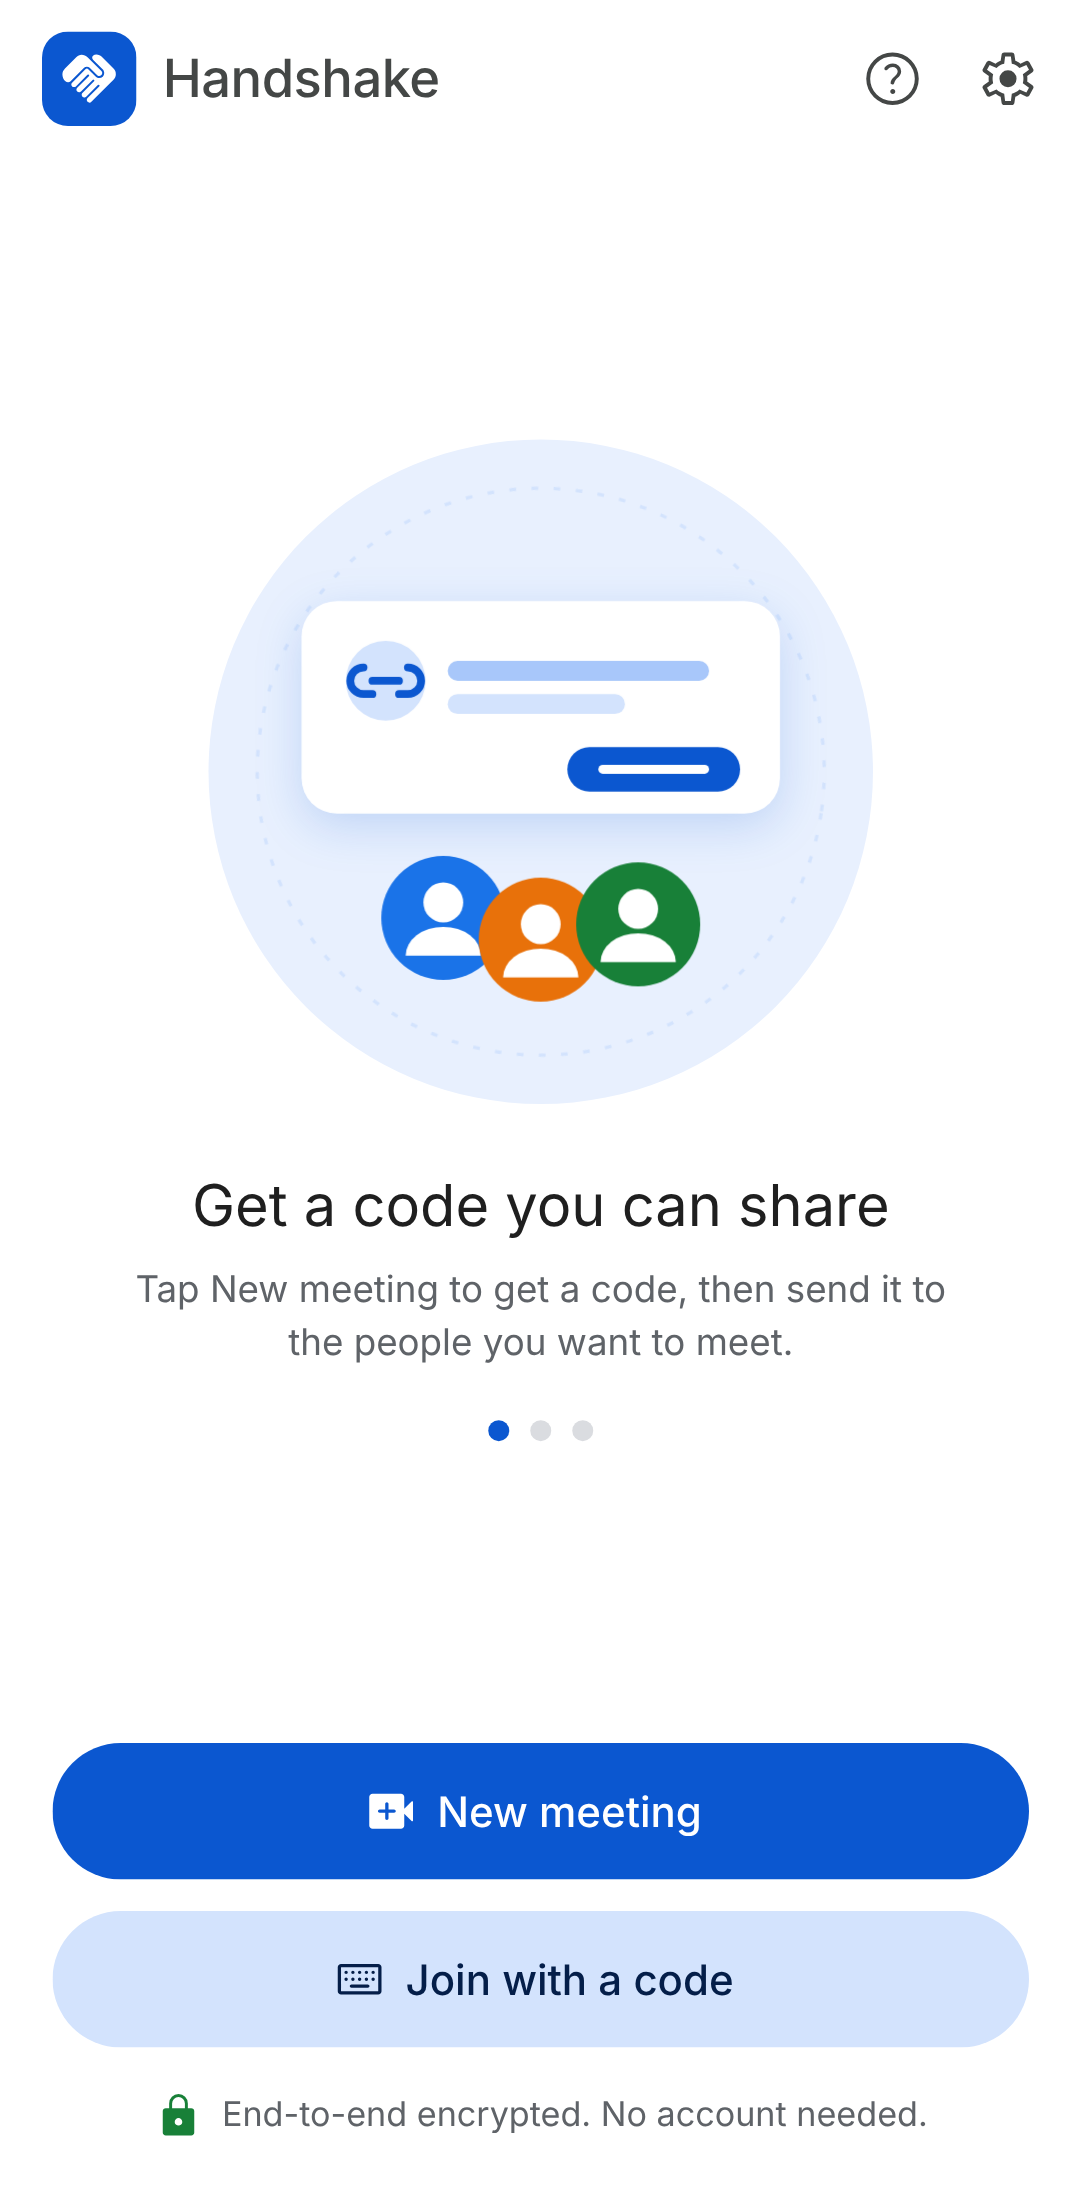 Handshake
Get a code you can share
Tap New meeting to get a code, then send it to
the people you want to meet.
New meeting
Join with a code
End-to-end encrypted. No account needed.